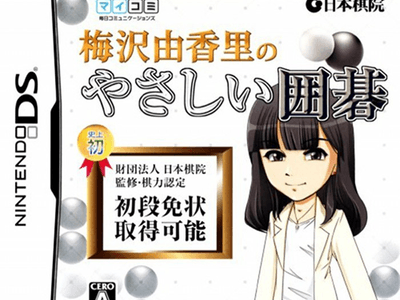 マイコミ
毎日コミュニケーションズ
日本棋院
梅沢由香里の
やさしい囲碁
NINTENDO DS
史上
初
財団法人 日本棋院
監修・棋力認定
初段免状
取得可能
CERO
A